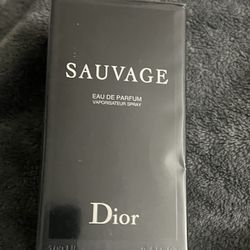 SAUVAGE
EAU DE PARFUM
VAPORISATEUR SPRAY
Dior